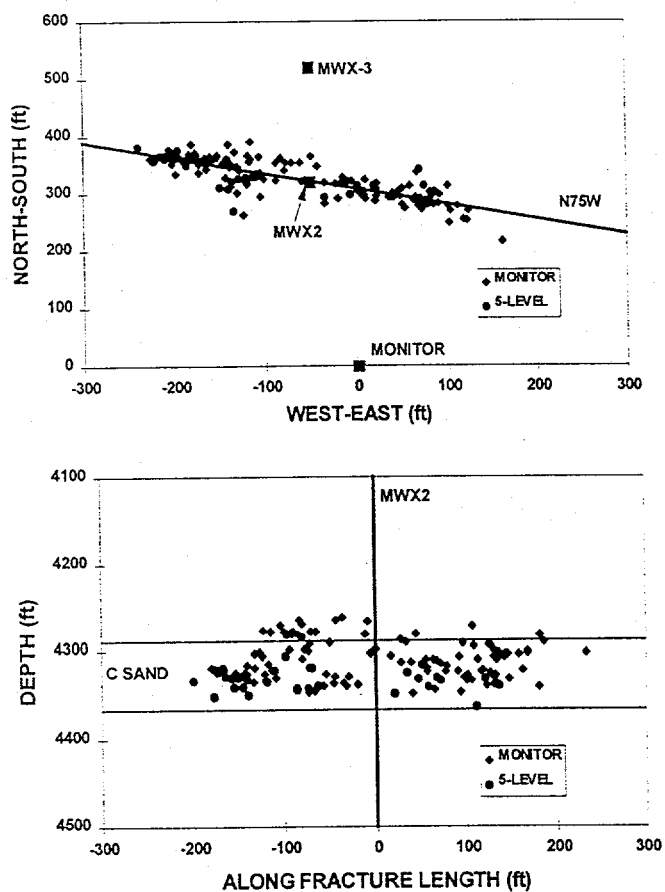 600
500
400
300
200
100
0
NORTH-SOUTH (ft)
MWX-3
MWX2
N75W
MONITOR
5-LEVEL
MONITOR
-300 -200 -100 0 100 200 300
WEST-EAST (ft)
4100
4200
4300
4400
4500
DEPTH (ft)
MWX2
C SAND
MONITOR
5-LEVEL
-300 -200 -100 0 100 200 300
ALONG FRACTURE LENGTH (ft)